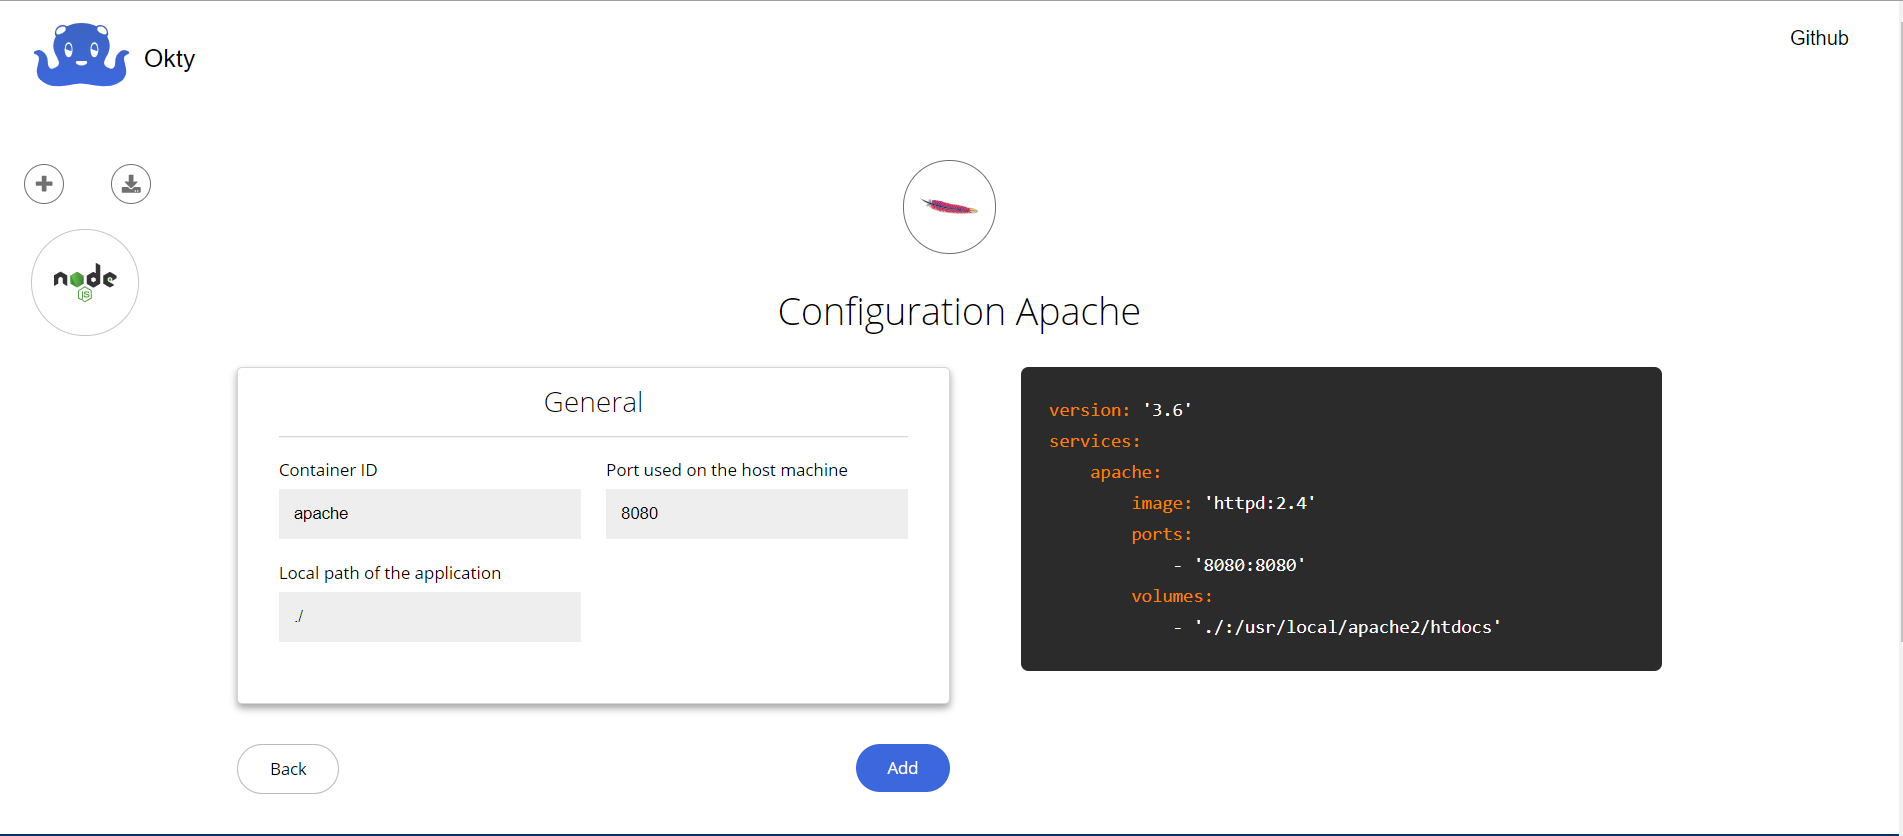 Okty
Github
node
JS
Configuration Apache
General
Container ID
Port used on the host machine
apache
8080
Local path of the application
./
Back
Add
version: '3.6'
services:
    apache:
        image: 'httpd:2.4'
        ports:
            - '8080:8080'
        volumes:
            - './:/usr/local/apache2/htdocs'